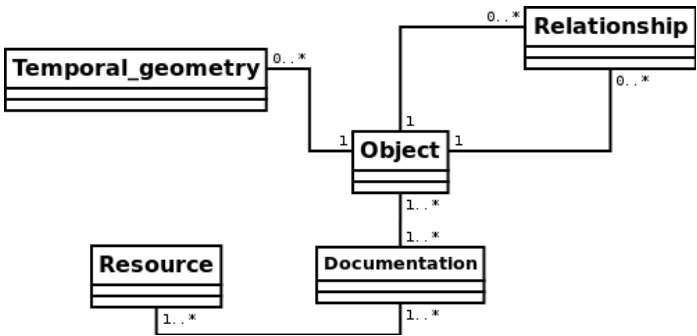 0..*
Relationship
Temporal_geometry
0..*
0..*
1
1
Object
1
1..*
1..*
Resource
Documentation
1..*
1..*